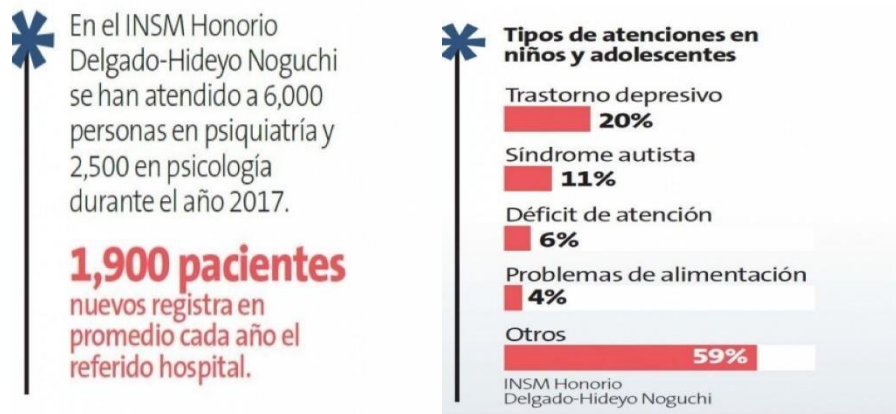 En el INSM Honorio
Delgado-Hideyo Noguchi
se han atendido a 6,000
personas en psiquiatría y
2,500 en psicología
durante el año 2017.
1,900 pacientes
nuevos registra en
promedio cada año el
referido hospital.
Tipos de atenciones en
niños y adolescentes
Trastorno depresivo
20%
Síndrome autista
11%
Déficit de atención
6%
Problemas de alimentación
4%
Otros
59%
INSM Honorio
Delgado-Hideyo Noguchi